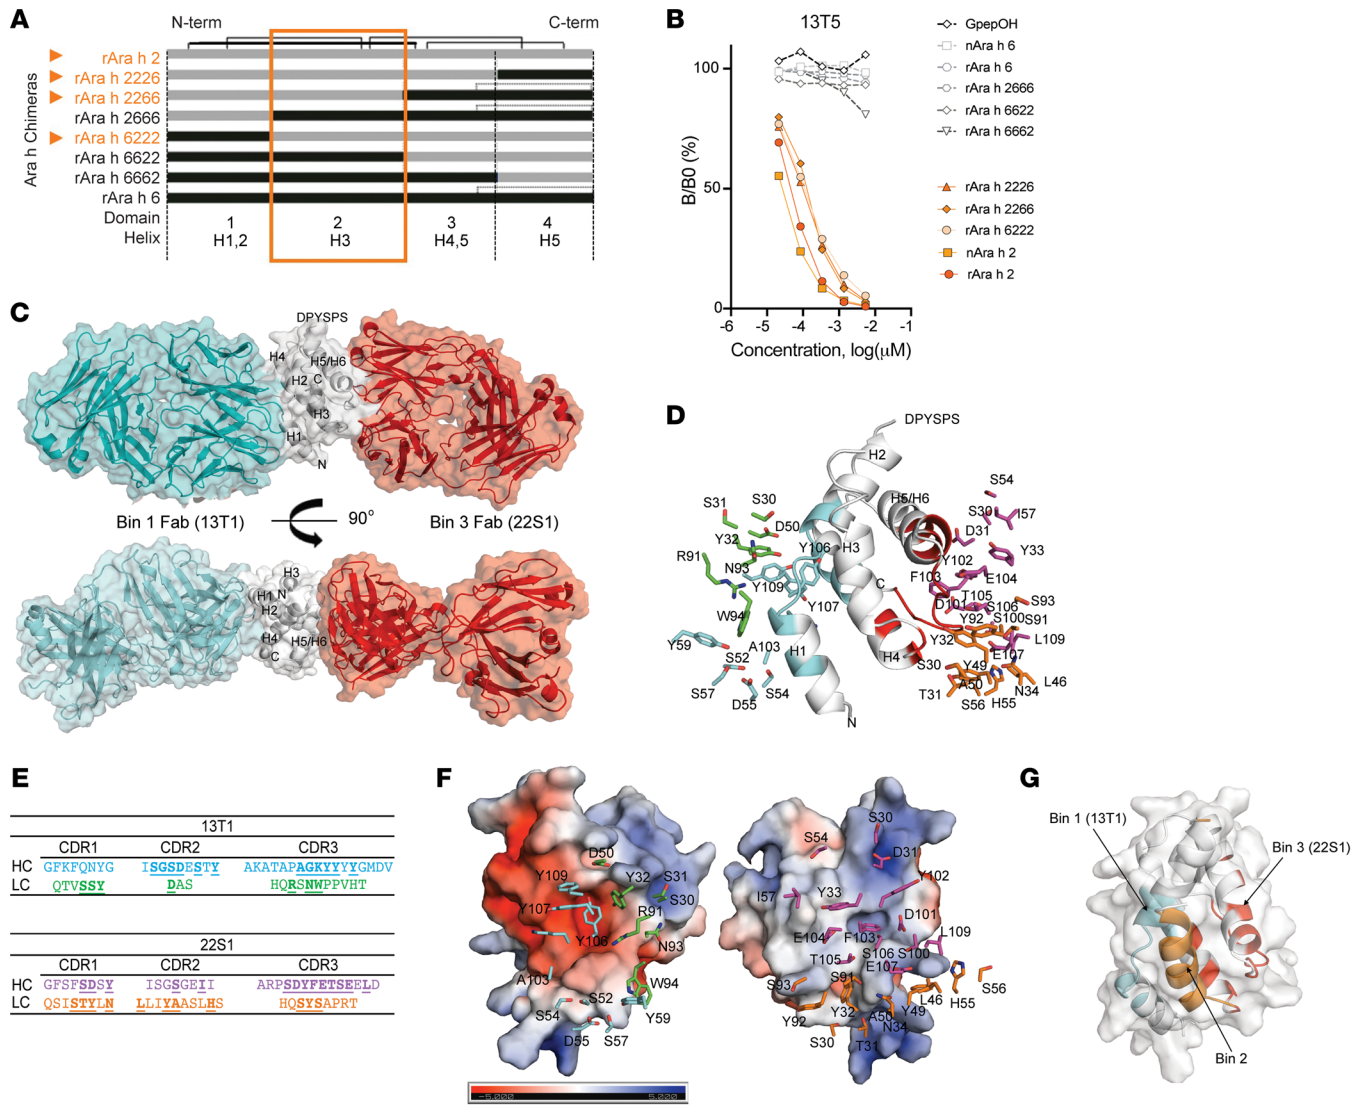 A
N-term
C-term
Ara h Chimeras
rAra h 2
rAra h 2226
rAra h 2266
rAra h 2666
rAra h 6222
rAra h 6622
rAra h 6662
rAra h 6
Domain 1 2 3 4
Helix H1,2 H3 H4,5 H5
B
13T5
B/B0 (%)
100
50
0
-6 -5 -4 -3 -2 -1
Concentration, log(μM)
GpepOH
nAra h 6
rAra h 6
rAra h 2666
rAra h 6622
rAra h 6662
rAra h 2226
rAra h 2266
rAra h 6222
nAra h 2
rAra h 2
C
DPYSPS
H4
H5/H6
H2
C
H3
H1
N
Bin 1 Fab (13T1)
90°
Bin 3 Fab (22S1)
H3
H1
N
H2
H4
H5/H6
C
D
DPYSPS
H2
S54
S31
S30
H5/H6
S30
I57
D50
D31
Y32
Y106
H3
Y33
R91
N93
Y102
F103
E104
Y109
C
T105
Y107
D101
S106
S93
W94
Y92
S100
S91
Y59
A103
Y32
L109
H1
E107
S52
H4
S30
Y49
S57
S54
A50
L46
D55
T31
N34
S56
H55
N
E
13T1
CDR1 CDR2 CDR3
HC GFKFQNYG ISGSDESTY AKATAPAGKYYYYGMDV
LC QTVSSY DAS HQRSNWPPVHT
22S1
CDR1 CDR2 CDR3
HC GFSFSDSY ISGSGEII ARPSDYFETSEELD
LC QSISTYLN LLIYAASLHS HQSYSAPRT
F
D50
Y109
Y32
S31
S30
Y107
R91
Y106
N93
A103
W94
S52
S54
Y59
D55
S57
-5.000
5.000
S30
S54
D31
Y102
I57
Y33
D101
E104
F103
L109
S106
S100
T105
E107
S93
S91
S56
L46
H55
Y92
Y32
A50
Y49
N34
S30
T31
G
Bin 1 (13T1)
Bin 3 (22S1)
Bin 2